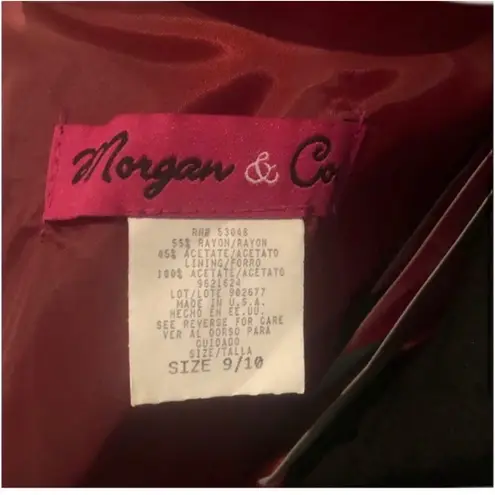 Morgan & Co
RN# 53048
55% RAYON/RAYON
45% ACETATE/ACETATO
LINING/FORRO
100% ACETATE/ACETATO
9621624
LOT/LOTE 902677
MADE IN U.S.A.
HECHO EN EE.UU.
SEE REVERSE FOR CARE
VER AL DORSO PARA
CUIDADO
SIZE/TALLA
SIZE 9/10